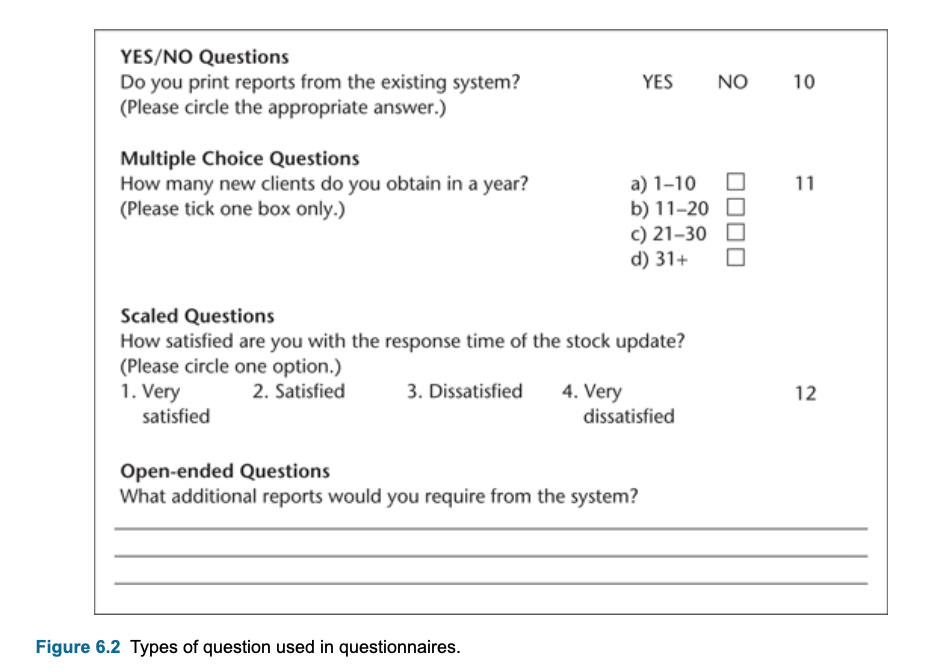 YES/NO Questions
Do you print reports from the existing system? YES NO 10
(Please circle the appropriate answer.)
Multiple Choice Questions
How many new clients do you obtain in a year? a) 1–10 □ 11
(Please tick one box only.) b) 11–20 □
c) 21–30 □
d) 31+ □
Scaled Questions
How satisfied are you with the response time of the stock update?
(Please circle one option.)
1. Very 2. Satisfied 3. Dissatisfied 4. Very 12
satisfied dissatisfied
Open-ended Questions
What additional reports would you require from the system?
Figure 6.2 Types of question used in questionnaires.